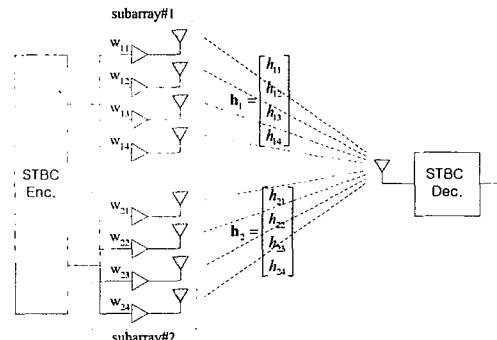 subarray#1
w11
w12
w13
w14
h1 = [h11 h12 h13 h14]
STBC Enc.
STBC Dec.
w21
w22
w23
w24
h2 = [h21 h22 h23 h24]
subarray#2